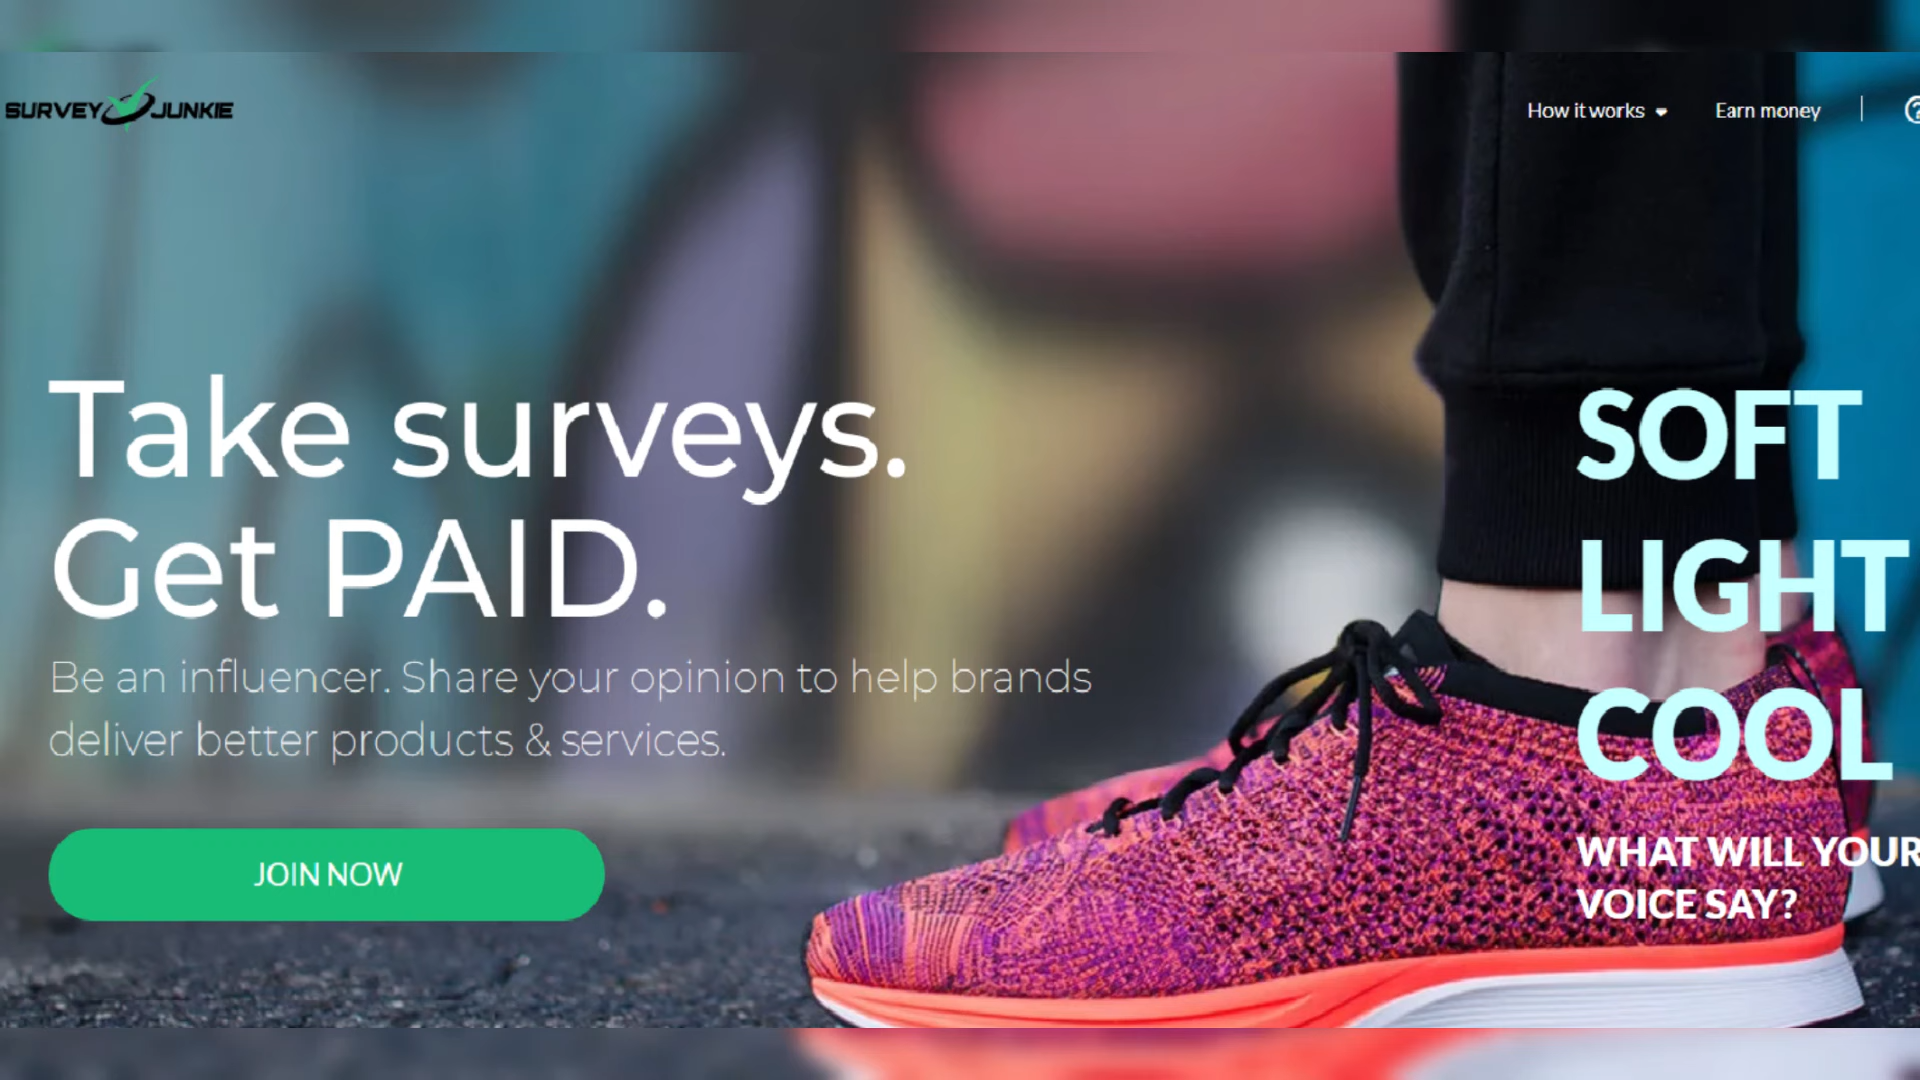 SURVEY JUNKIE
How it works
Earn money
Take surveys.
Get PAID.
Be an influencer. Share your opinion to help brands
deliver better products & services.
JOIN NOW
SOFT
LIGHT
COOL
WHAT WILL YOUR
VOICE SAY?